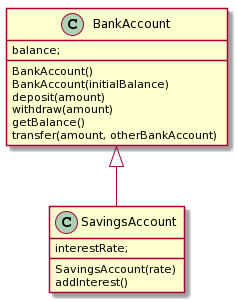 C BankAccount
balance;
BankAccount()
BankAccount(initialBalance)
deposit(amount)
withdraw(amount)
getBalance()
transfer(amount, otherBankAccount)
C SavingsAccount
interestRate;
SavingsAccount(rate)
addInterest()